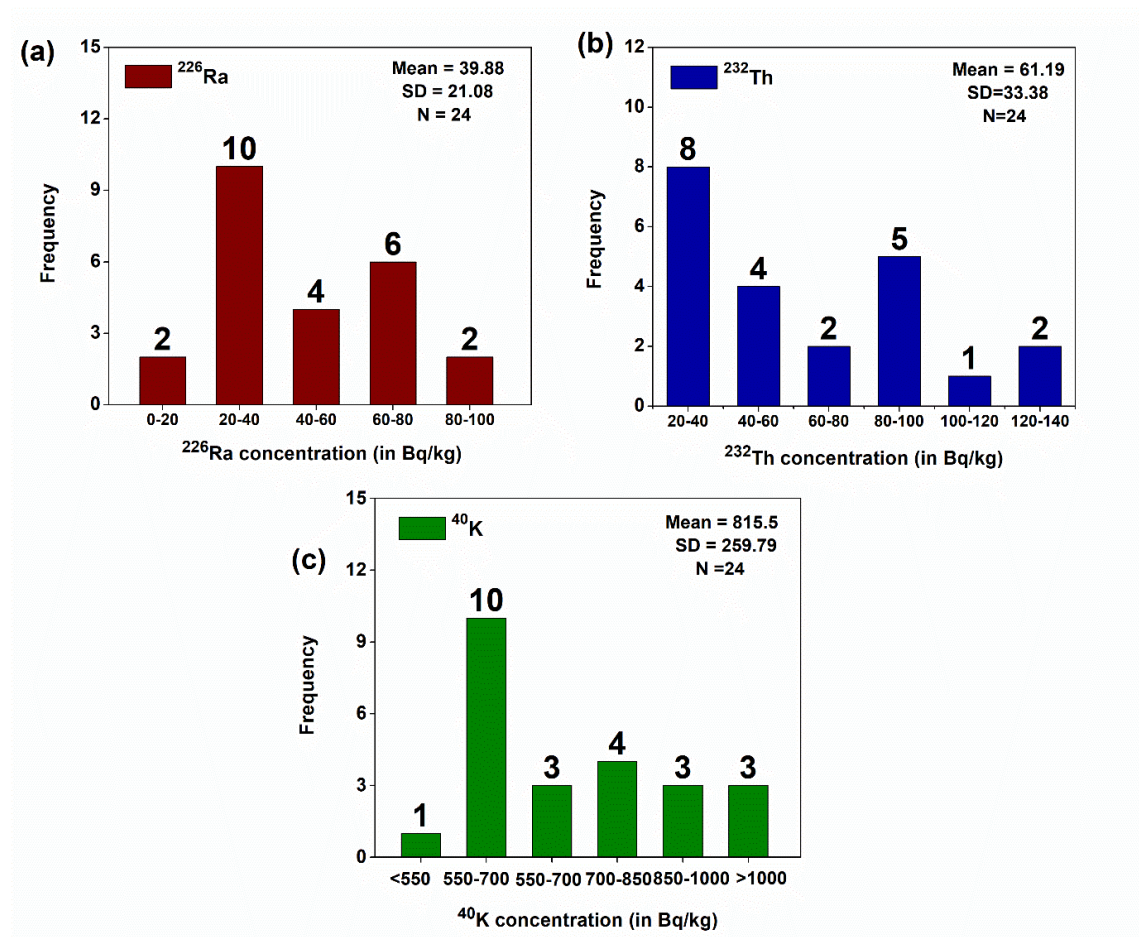 (a)
15
12
9
6
3
0
Frequency
²²⁶Ra
Mean = 39.88
SD = 21.08
N = 24
2
10
4
6
2
0-20 20-40 40-60 60-80 80-100
²²⁶Ra concentration (in Bq/kg)
(b)
12
10
8
6
4
2
0
Frequency
²³²Th
Mean = 61.19
SD=33.38
N=24
8
4
2
5
1
2
20-40 40-60 60-80 80-100 100-120 120-140
²³²Th concentration (in Bq/kg)
(c)
15
12
9
6
3
0
Frequency
⁴⁰K
Mean = 815.5
SD = 259.79
N =24
1
10
3
4
3
3
<550 550-700 550-700 700-850 850-1000 >1000
⁴⁰K concentration (in Bq/kg)